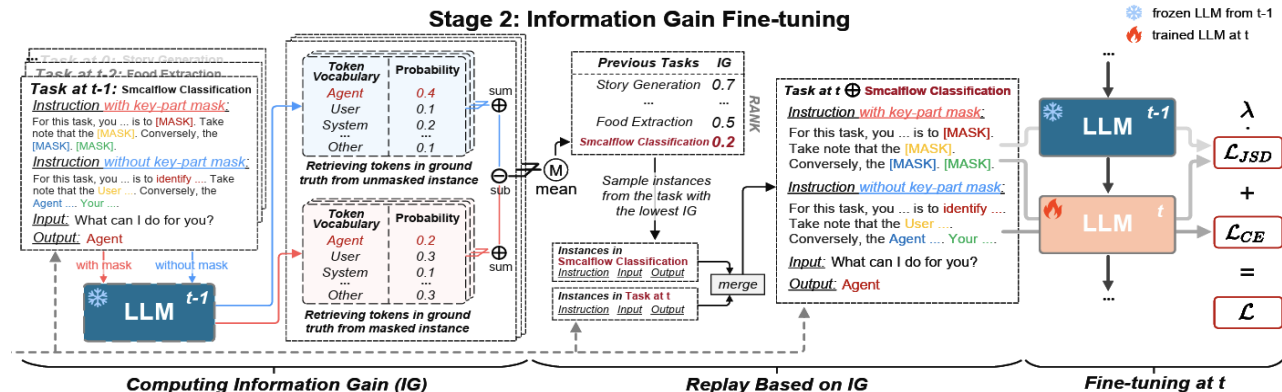 Stage 2: Information Gain Fine-tuning
frozen LLM from t-1
trained LLM at t
...
Task at 0: Story Generation
Task at t-2: Food Extraction
Task at t-1: Smcalflow Classification
Instruction with key-part mask:
For this task, you ... is to [MASK]. Take
note that the [MASK]. Conversely, the
[MASK]. [MASK].
Instruction without key-part mask:
For this task, you ... is to identify .... Take
note that the User .... Conversely, the
Agent .... Your ....
Input: What can I do for you?
Output: Agent
with mask
without mask
LLM
t-1
Token
Vocabulary
Probability
Agent 0.4
User 0.1
System 0.2
... ...
Other 0.1
Retrieving tokens in ground
truth from unmasked instance
Token
Vocabulary
Probability
Agent 0.2
User 0.3
System 0.1
... ...
Other 0.3
Retrieving tokens in ground
truth from masked instance
sum
sub
sum
M
mean
Previous Tasks IG
Story Generation 0.7
... ...
Food Extraction 0.5
Smcalflow Classification 0.2
RANK
Sample instances
from the task with
the lowest IG
Instances in
Smcalflow Classification
Instruction Input Output
Instances in Task at t
Instruction Input Output
merge
Task at t ⊕ Smcalflow Classification
Instruction with key-part mask:
For this task, you ... is to [MASK].
Take note that the [MASK].
Conversely, the [MASK]. [MASK].
Instruction without key-part mask:
For this task, you ... is to identify ....
Take note that the User ....
Conversely, the Agent .... Your ....
Input: What can I do for you?
Output: Agent
...
LLM
t-1
LLM
t
...
λ
·
ℒJSD
+
ℒCE
=
ℒ
Computing Information Gain (IG)
Replay Based on IG
Fine-tuning at t